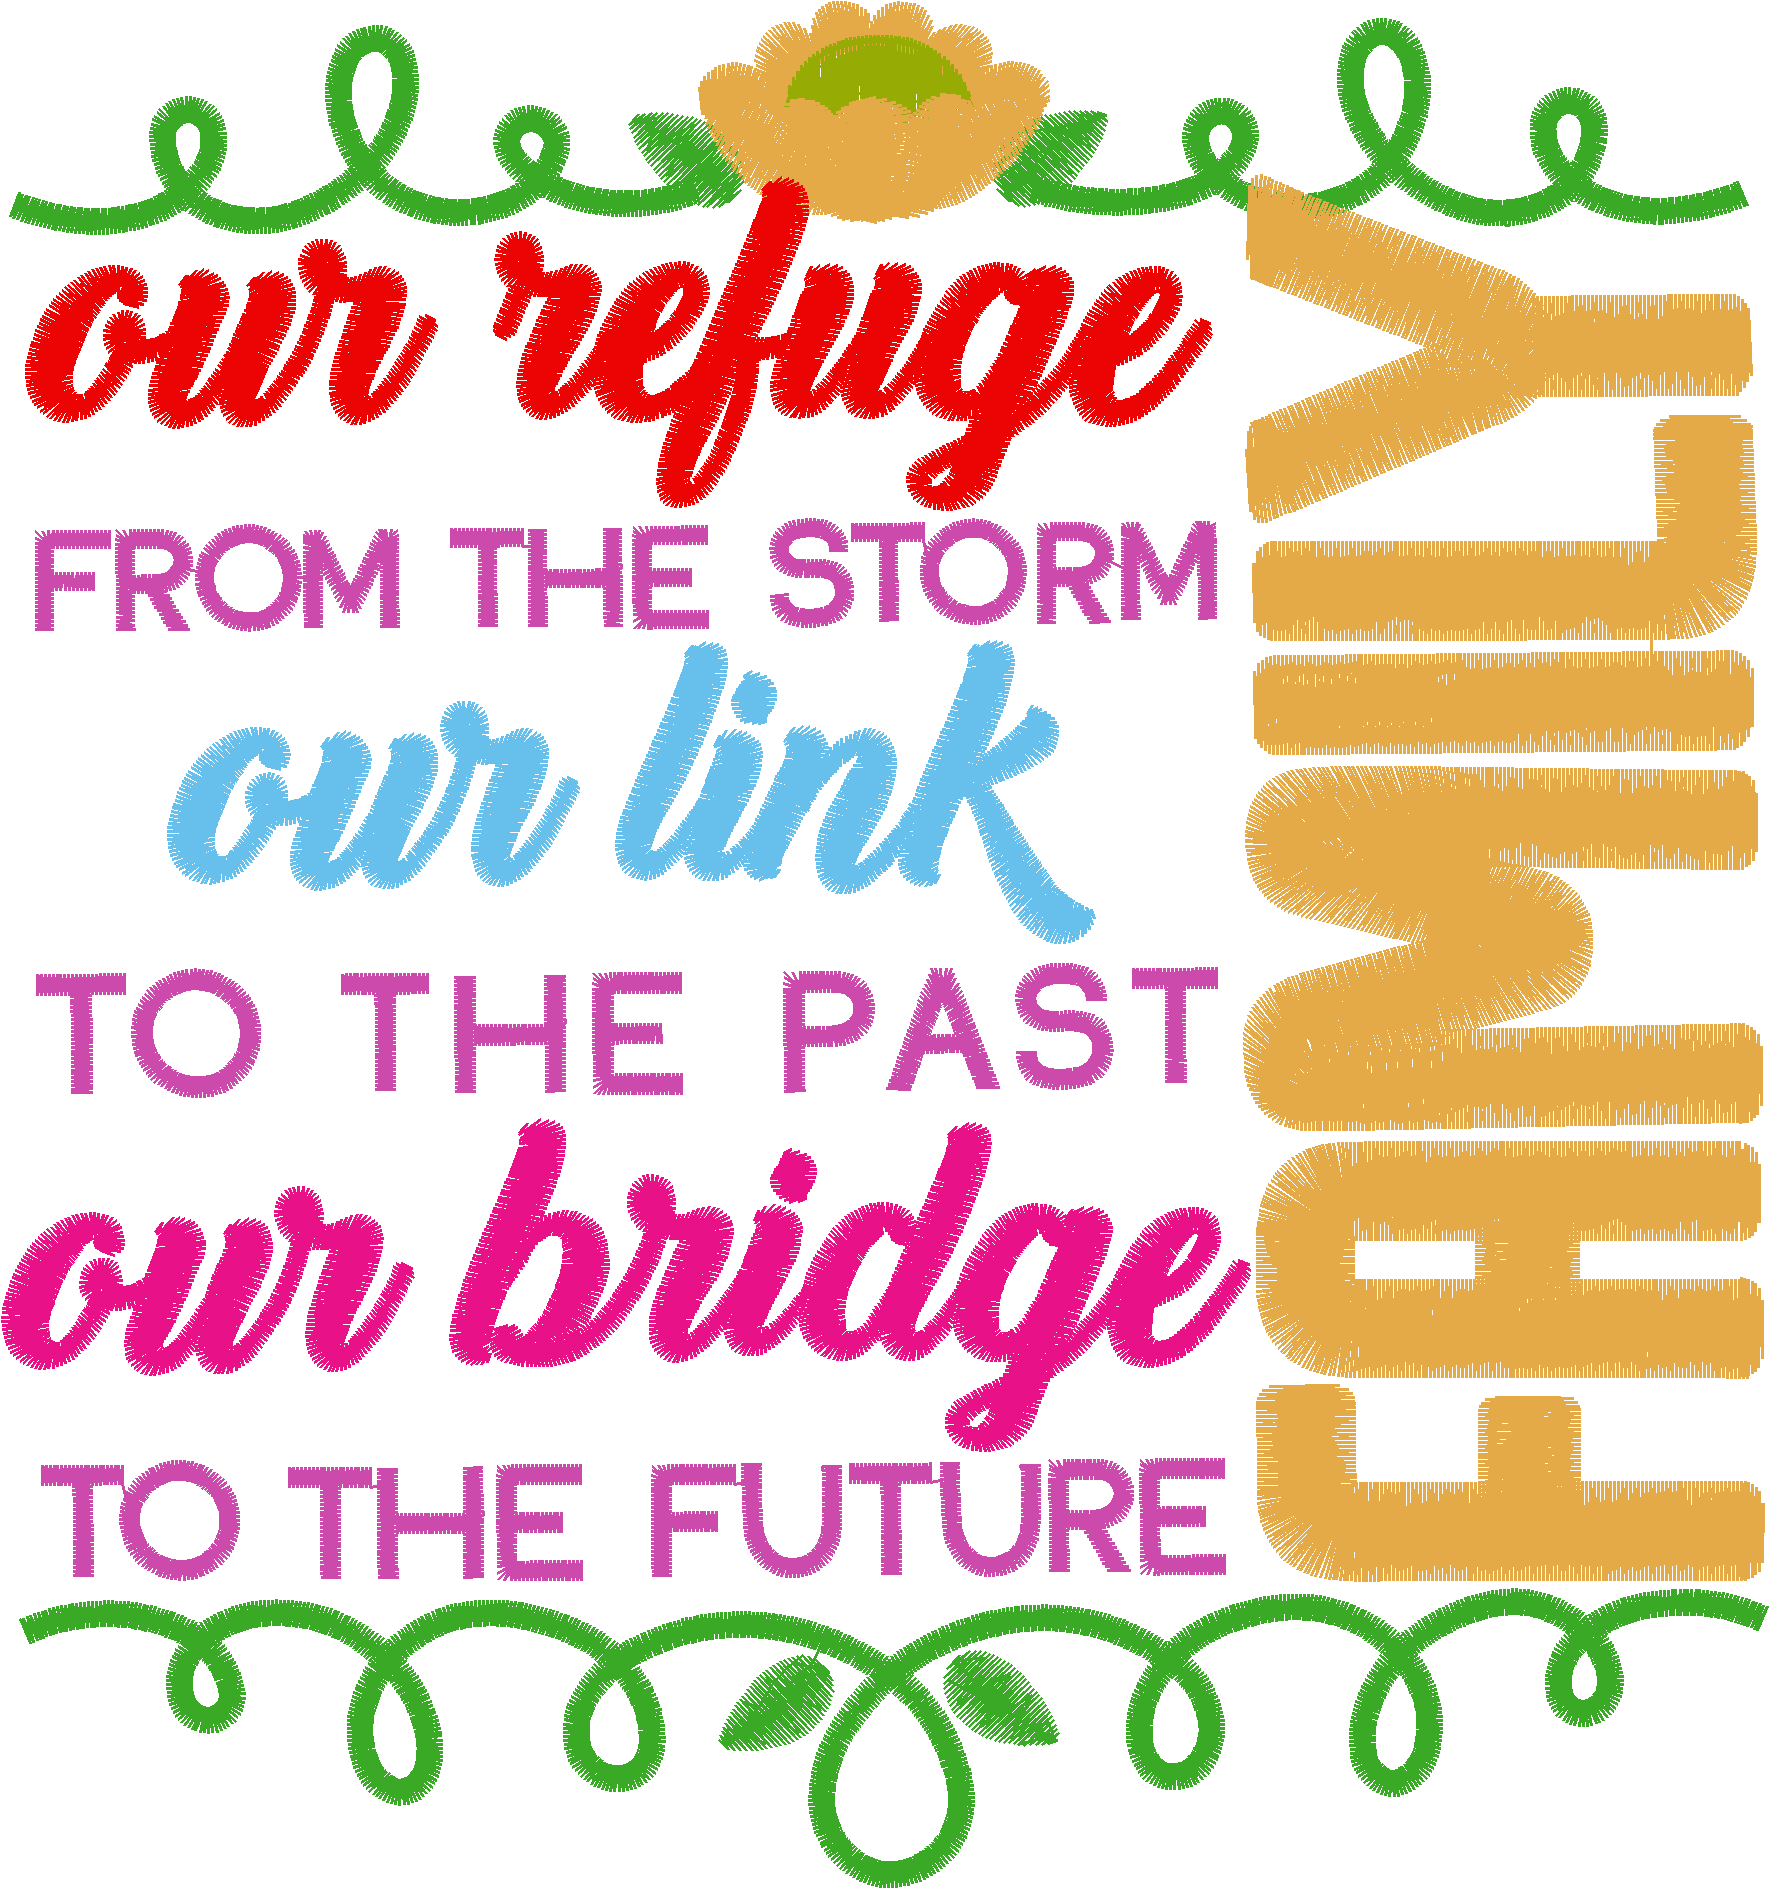 our refuge
FROM THE STORM
our link
TO THE PAST
our bridge
TO THE FUTURE
FAMILY